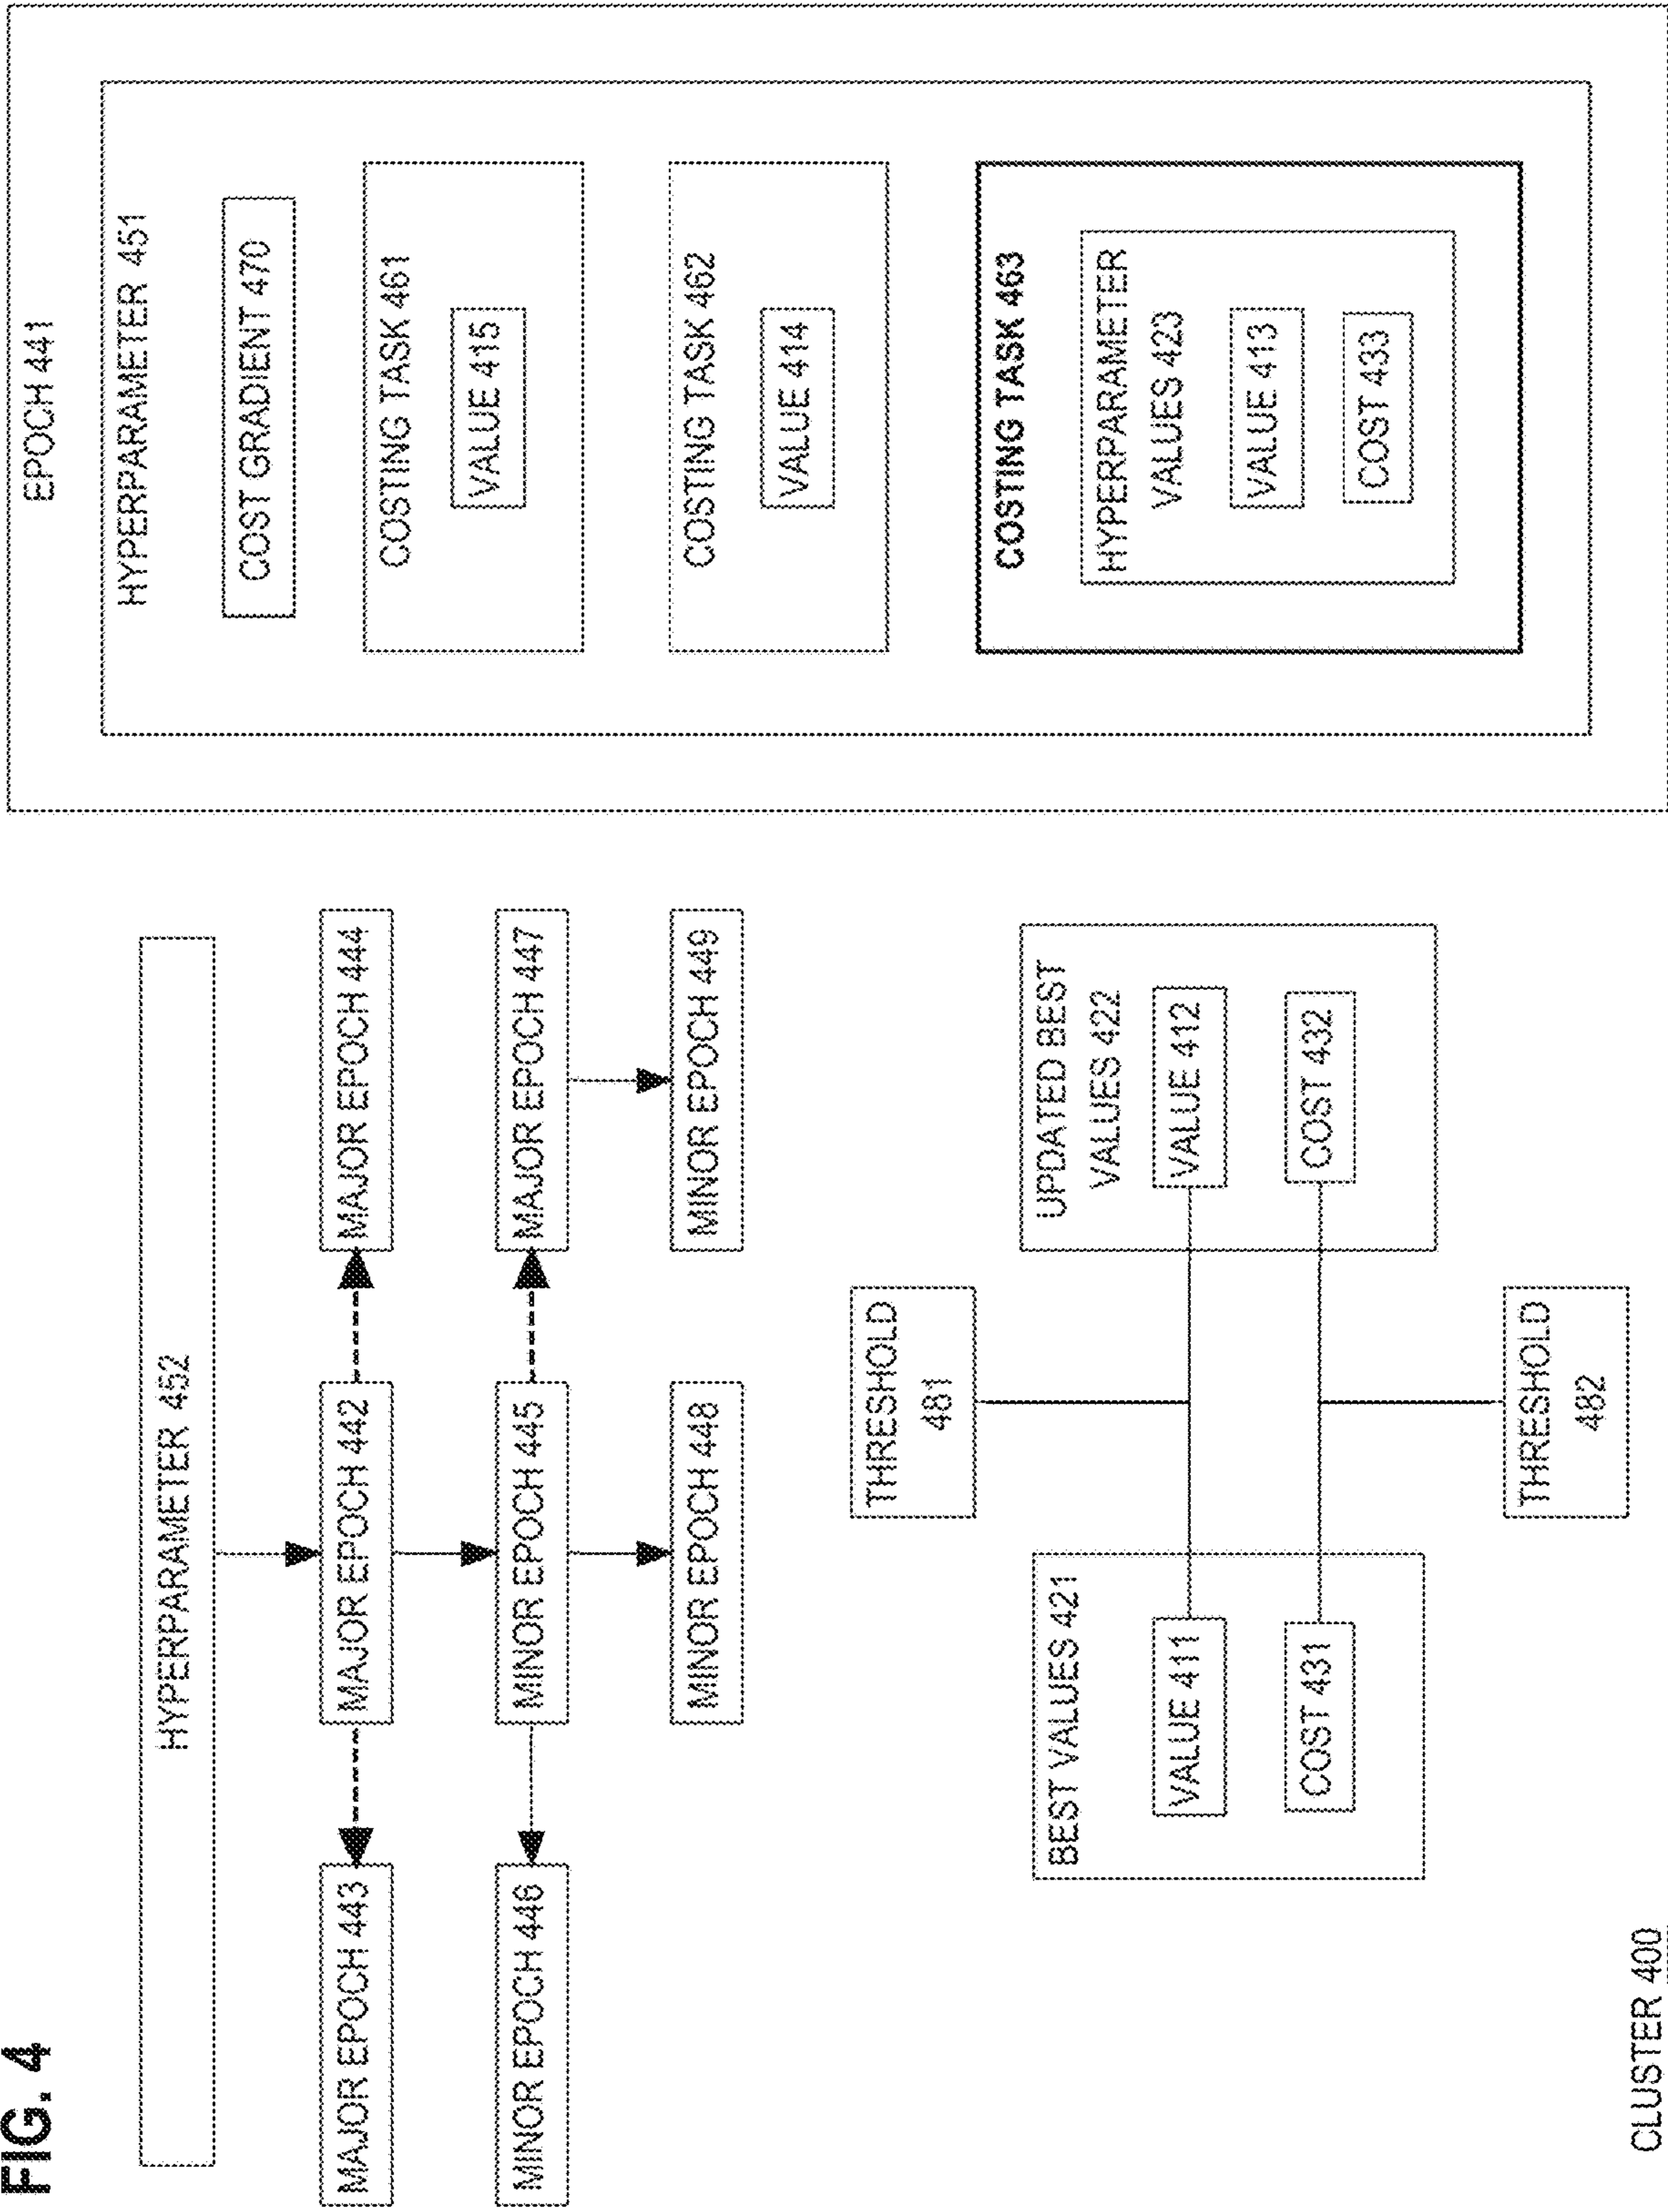 FIG. 4
HYPERPARAMETER 452
MAJOR EPOCH 443
MAJOR EPOCH 442
MAJOR EPOCH 444
MINOR EPOCH 446
MINOR EPOCH 445
MAJOR EPOCH 447
MINOR EPOCH 448
MINOR EPOCH 449
THRESHOLD
481
BEST VALUES 421
VALUE 411
COST 431
UPDATED BEST
VALUES 422
VALUE 412
COST 432
THRESHOLD
482
CLUSTER 400
EPOCH 441
HYPERPARAMETER 451
COST GRADIENT 470
COSTING TASK 461
VALUE 415
COSTING TASK 462
VALUE 414
COSTING TASK 463
HYPERPARAMETER
VALUES 423
VALUE 413
COST 433